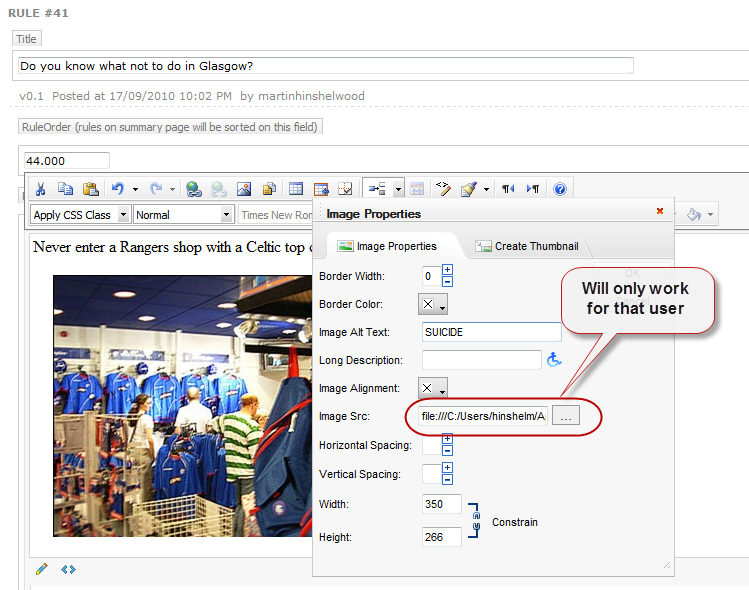 RULE #41
Title
Do you know what not to do in Glasgow?
v0.1 Posted at 17/09/2010 10:02 PM by martinhinshelwood
RuleOrder (rules on summary page will be sorted on this field)
44.000
Apply CSS Class
Normal
Times New Ror
Never enter a Rangers shop with a Celtic top
Image Properties
Image Properties
Create Thumbnail
OK
Border Width:
0
Border Color:
Will only work
for that user
Image Alt Text:
SUICIDE
Long Description:
Image Alignment:
Image Src:
file:///C:/Users/hinshelm/A
...
Horizontal Spacing:
Vertical Spacing:
Width:
350
Constrain
Height:
266